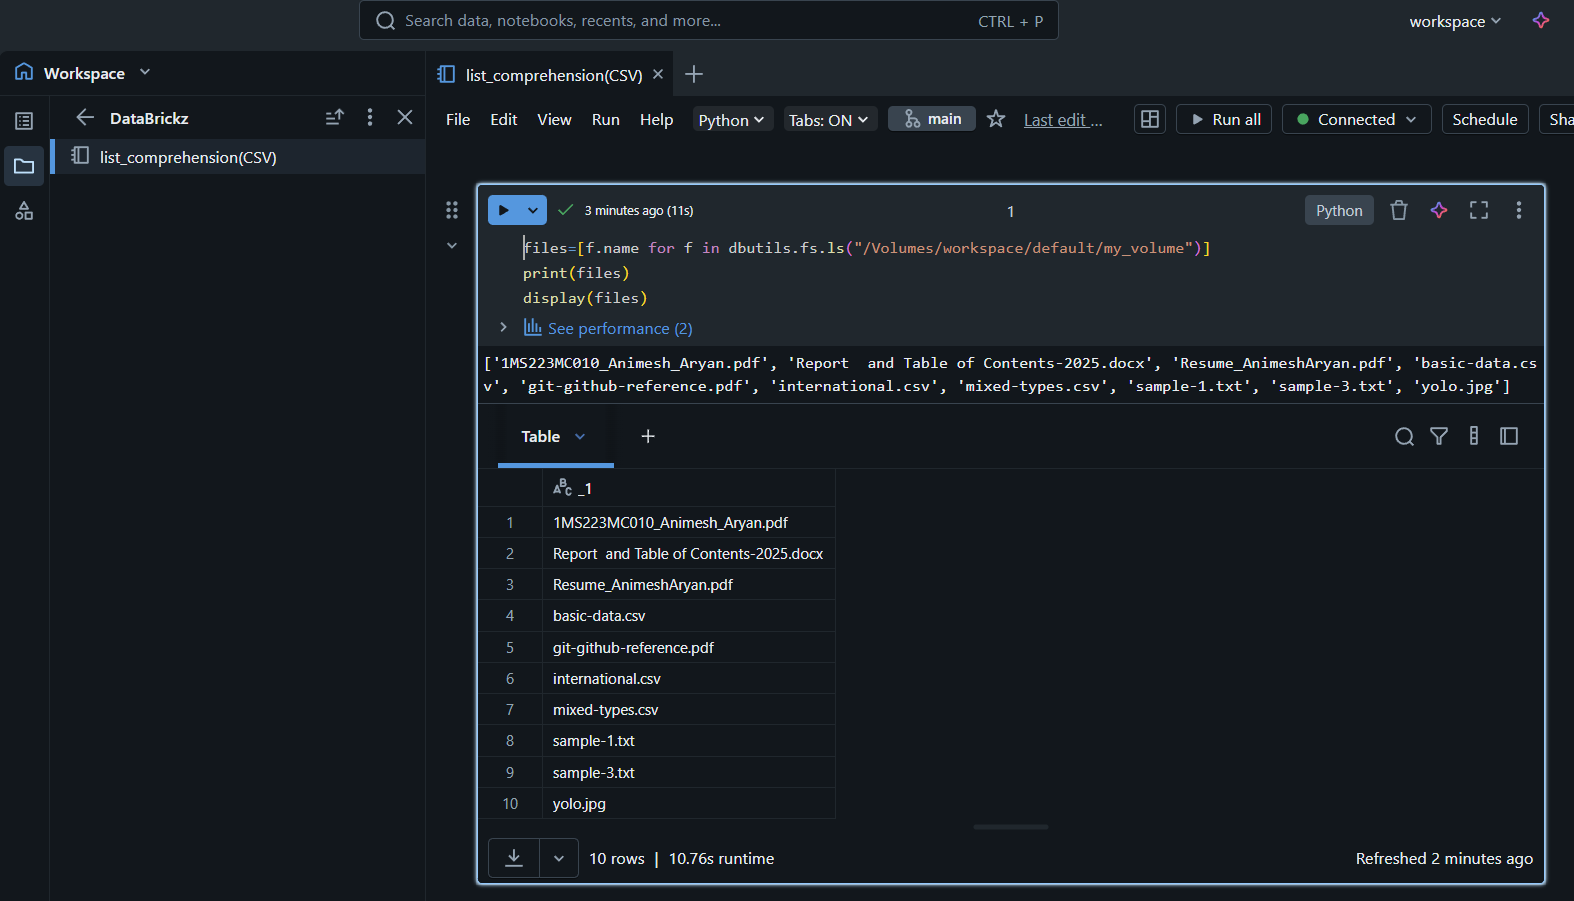 Search data, notebooks, recents, and more... CTRL + P
workspace
Workspace
list_comprehension(CSV)
DataBrickz
File Edit View Run Help Python Tabs: ON main Last edit ... Run all Connected Schedule Sha
list_comprehension(CSV)
3 minutes ago (11s) 1 Python
files=[f.name for f in dbutils.fs.ls("/Volumes/workspace/default/my_volume")]
print(files)
display(files)
See performance (2)
['1MS223MC010_Animesh_Aryan.pdf', 'Report  and Table of Contents-2025.docx', 'Resume_AnimeshAryan.pdf', 'basic-data.cs
v', 'git-github-reference.pdf', 'international.csv', 'mixed-types.csv', 'sample-1.txt', 'sample-3.txt', 'yolo.jpg']
Table +
ABC _1
1 1MS223MC010_Animesh_Aryan.pdf
2 Report  and Table of Contents-2025.docx
3 Resume_AnimeshAryan.pdf
4 basic-data.csv
5 git-github-reference.pdf
6 international.csv
7 mixed-types.csv
8 sample-1.txt
9 sample-3.txt
10 yolo.jpg
10 rows | 10.76s runtime Refreshed 2 minutes ago